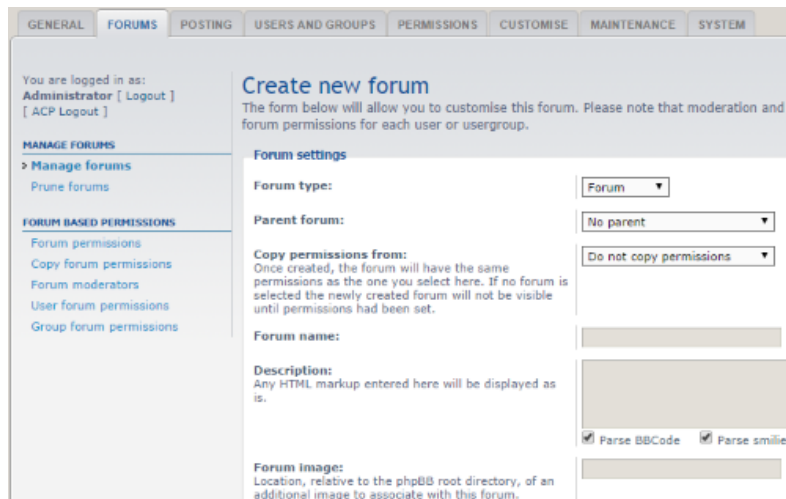 GENERAL FORUMS POSTING USERS AND GROUPS PERMISSIONS CUSTOMISE MAINTENANCE SYSTEM
You are logged in as:
Administrator [ Logout ]
[ ACP Logout ]
MANAGE FORUMS
Manage forums
Prune forums
FORUM BASED PERMISSIONS
Forum permissions
Copy forum permissions
Forum moderators
User forum permissions
Group forum permissions
Create new forum
The form below will allow you to customise this forum. Please note that moderation and
forum permissions for each user or usergroup.
Forum settings
Forum type:
Forum
Parent forum:
No parent
Copy permissions from:
Do not copy permissions
Once created, the forum will have the same
permissions as the one you select here. If no forum is
selected the newly created forum will not be visible
until permissions had been set.
Forum name:
Description:
Any HTML markup entered here will be displayed as
is.
Parse BBCode Parse smilie
Forum image:
Location, relative to the phpBB root directory, of an
additional image to associate with this forum.